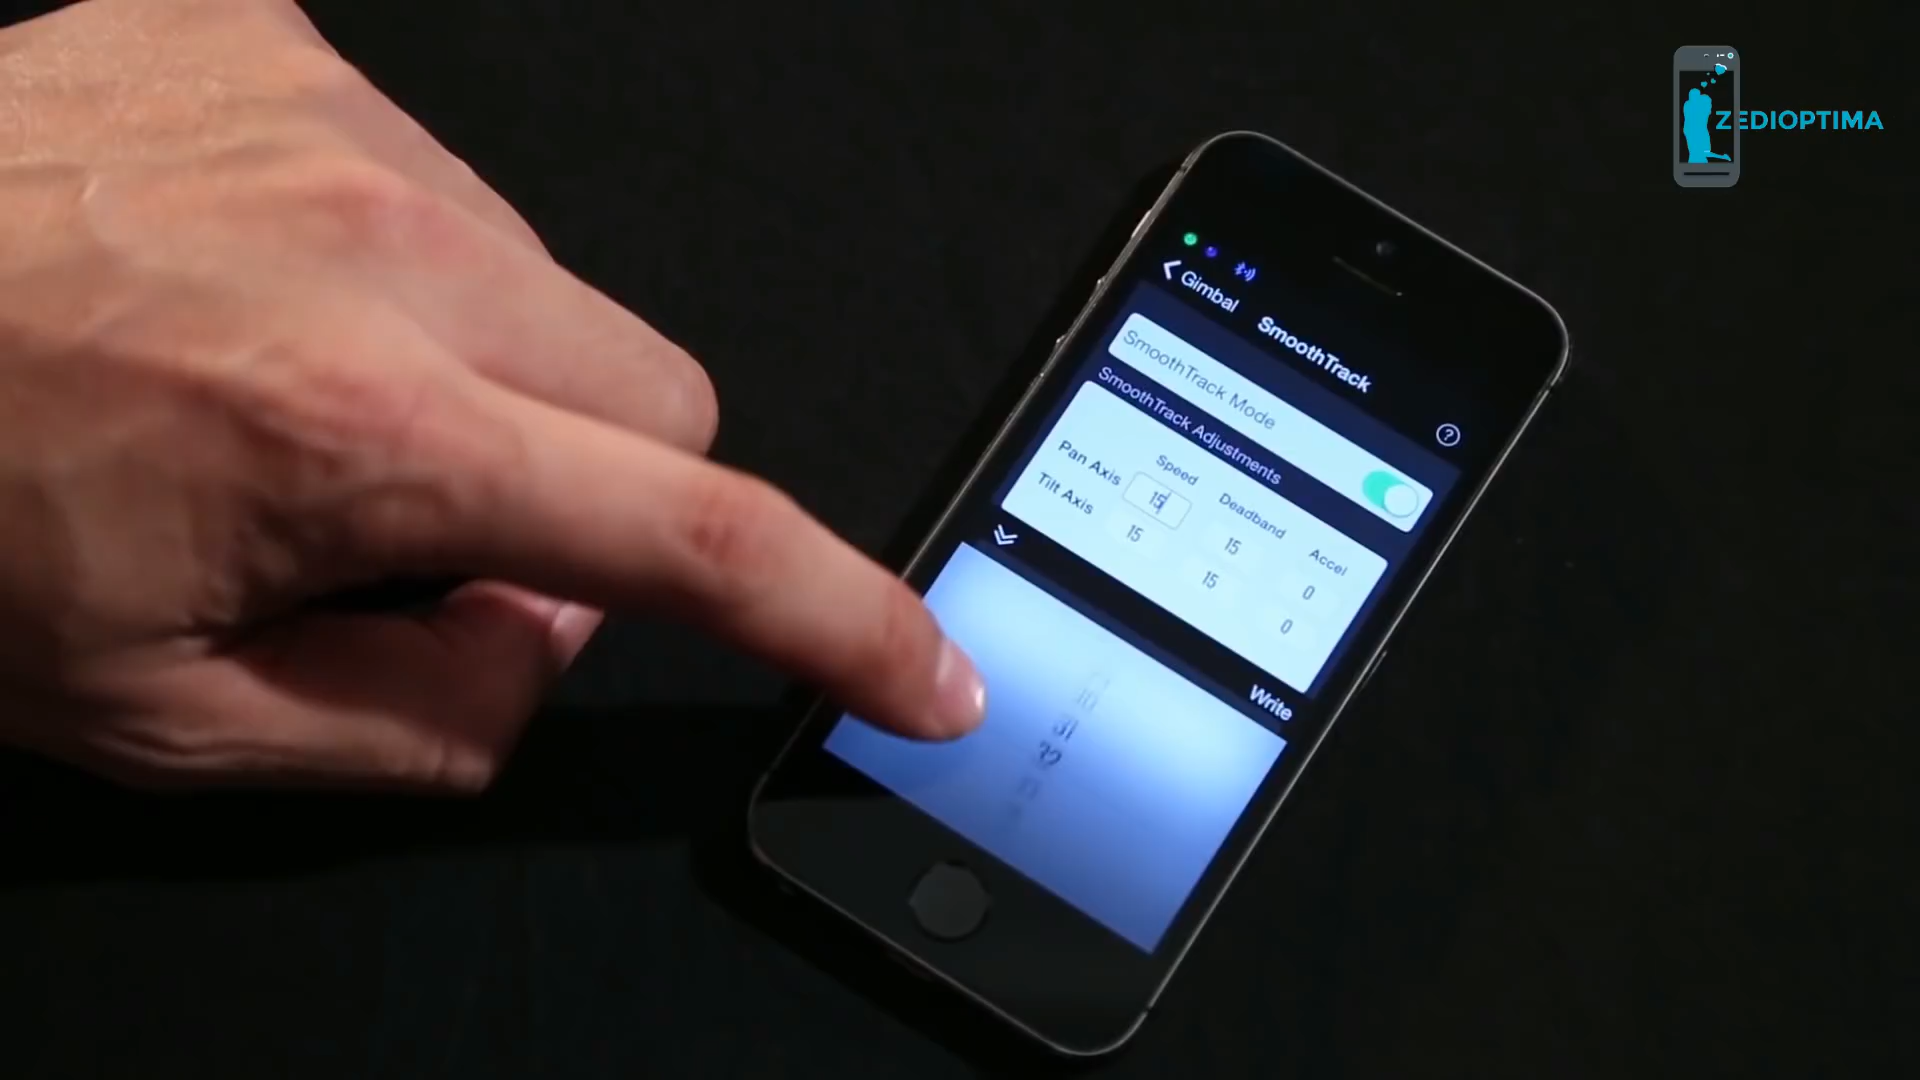 ZEDIOPTIMA
Gimbal
SmoothTrack
SmoothTrack Mode
SmoothTrack Adjustments
Speed Deadband Accel
Pan Axis 15 15 0
Tilt Axis 15 15 0
Write
31
32